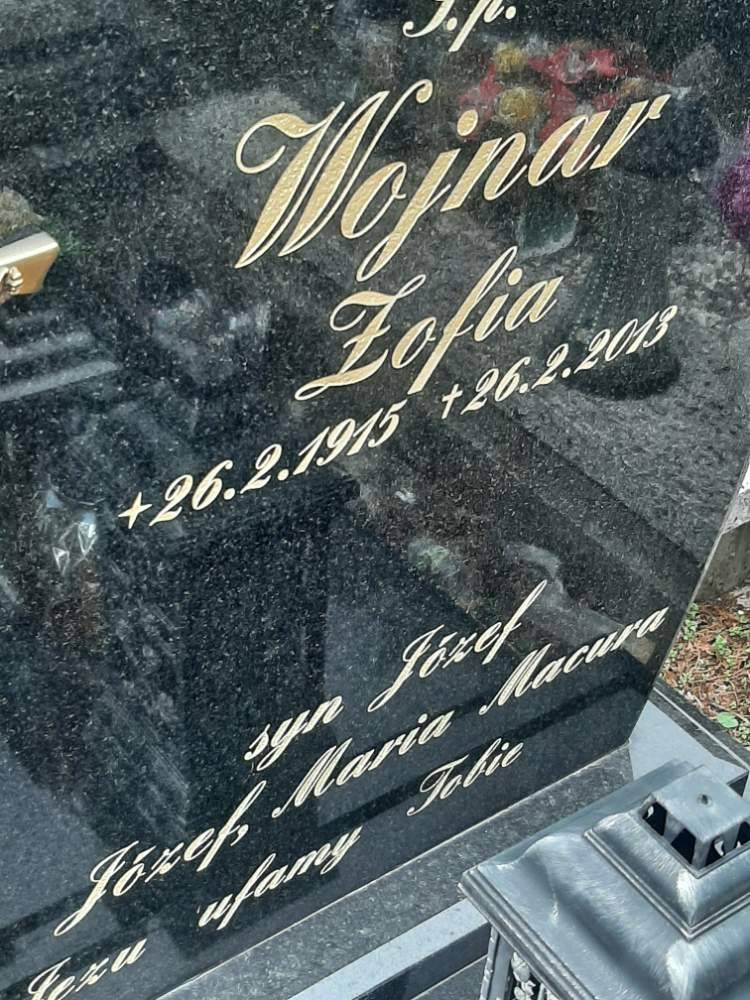 Ś.p.
Wojnar
Zofia
+26.2.1915 †26.2.2013
syn Józef
Józef, Maria Macura
Jezu ufamy Tobie